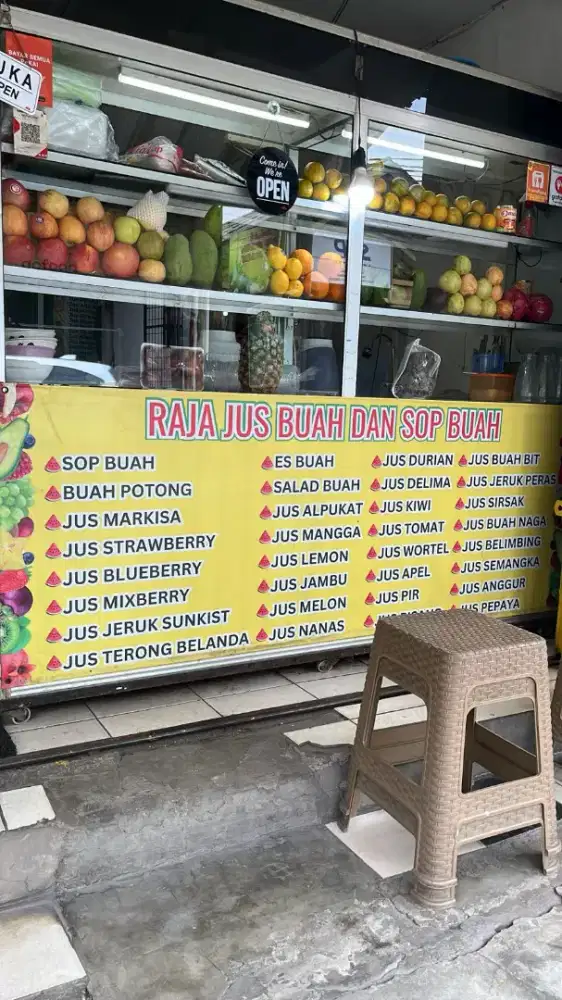 UKA
PEN
Come in!
We're
OPEN
RAJA JUS BUAH DAN SOP BUAH
SOP BUAH
BUAH POTONG
JUS MARKISA
JUS STRAWBERRY
JUS BLUEBERRY
JUS MIXBERRY
JUS JERUK SUNKIST
JUS TERONG BELANDA
ES BUAH
SALAD BUAH
JUS ALPUKAT
JUS MANGGA
JUS LEMON
JUS JAMBU
JUS MELON
JUS NANAS
JUS DURIAN
JUS DELIMA
JUS KIWI
JUS TOMAT
JUS WORTEL
JUS APEL
JUS PIR
JUS BUAH BIT
JUS JERUK PERAS
JUS SIRSAK
JUS BUAH NAGA
JUS BELIMBING
JUS SEMANGKA
JUS ANGGUR
JUS PEPAYA